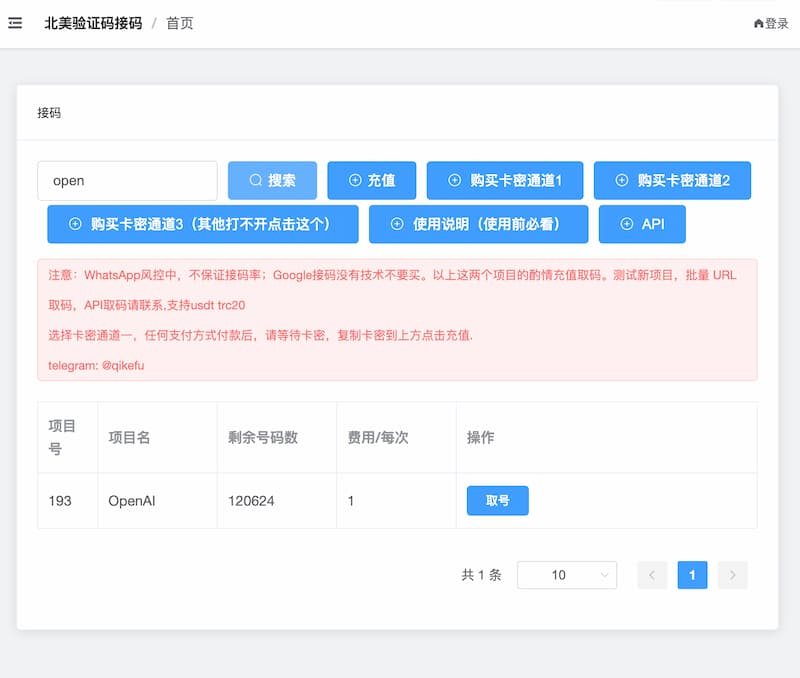 北美验证码接码 / 首页
登录
接码
open
搜索
充值
购买卡密通道1
购买卡密通道2
购买卡密通道3（其他打不开点击这个）
使用说明（使用前必看）
API
注意：WhatsApp风控中，不保证接码率；Google接码没有技术不要买。以上这两个项目的酌情充值取码。测试新项目，批量 URL
取码，API取码请联系,支持usdt trc20
选择卡密通道一，任何支付方式付款后，请等待卡密，复制卡密到上方点击充值.
telegram: @qikefu
项目号 项目名 剩余号码数 费用/每次 操作
193 OpenAI 120624 1 取号
共 1 条 10 1